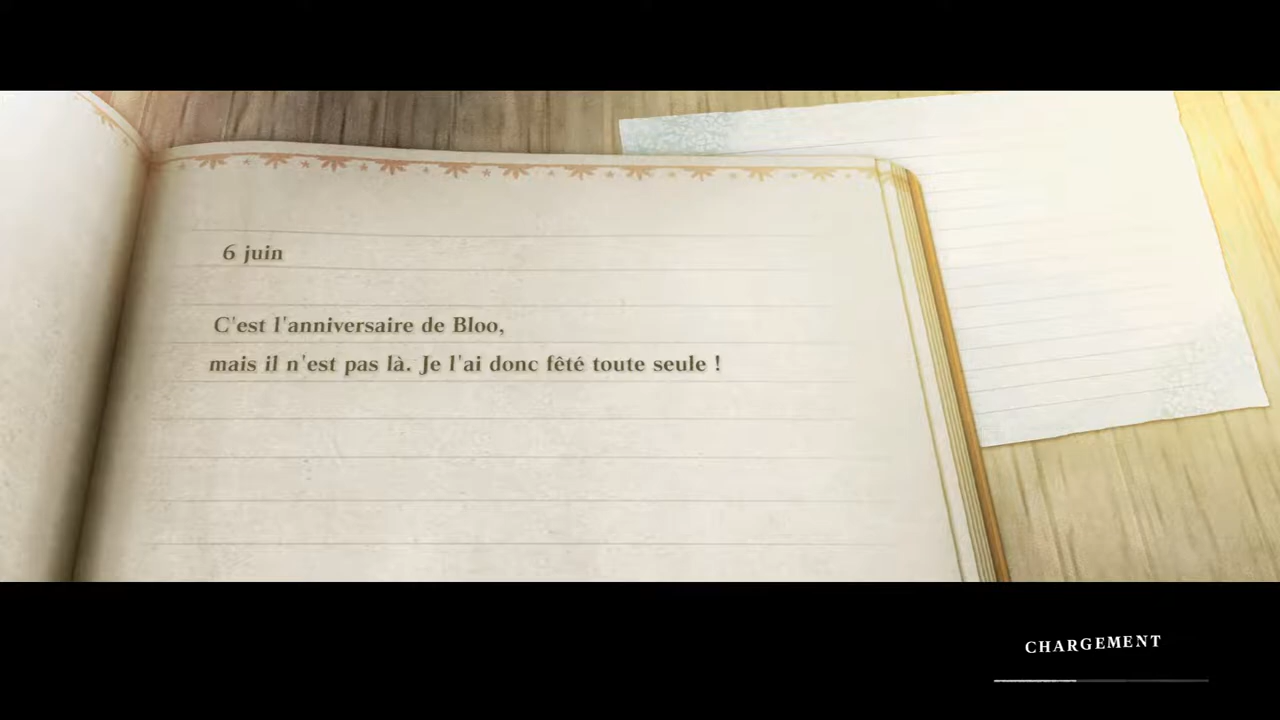 6 juin
C'est l'anniversaire de Bloo,
mais il n'est pas là. Je l'ai donc fêté toute seule !
CHARGEMENT